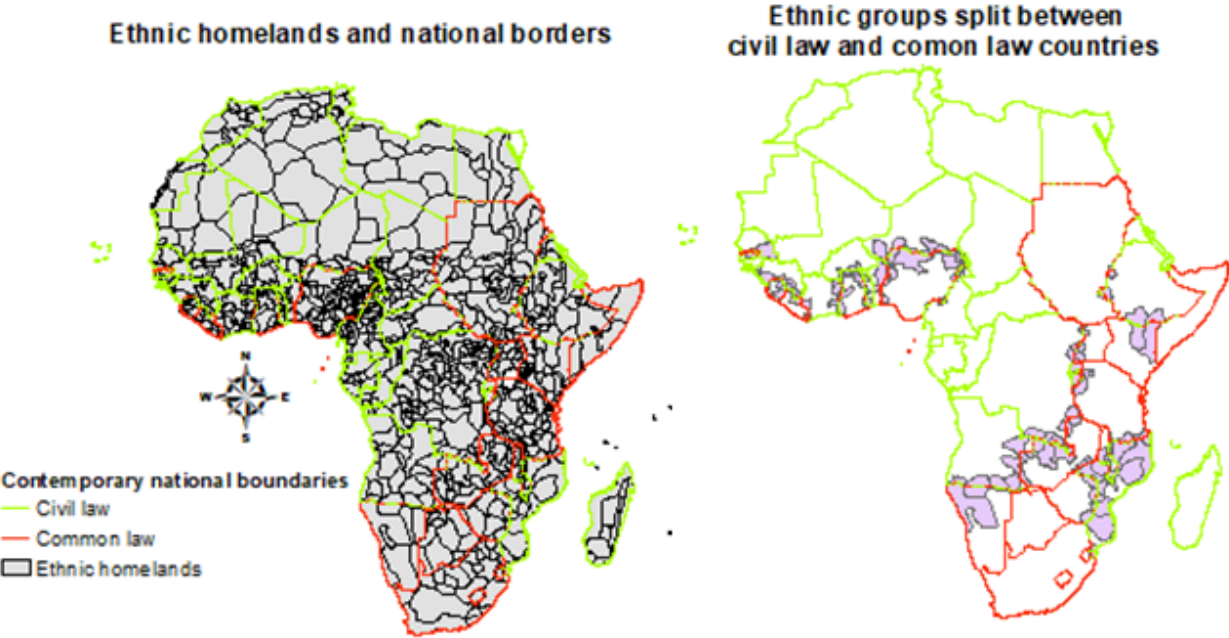 Ethnic homelands and national borders
Ethnic groups split between
civil law and comon law countries
N
W E
S
Contemporary national boundaries
Civil law
Common law
Ethnic homelands